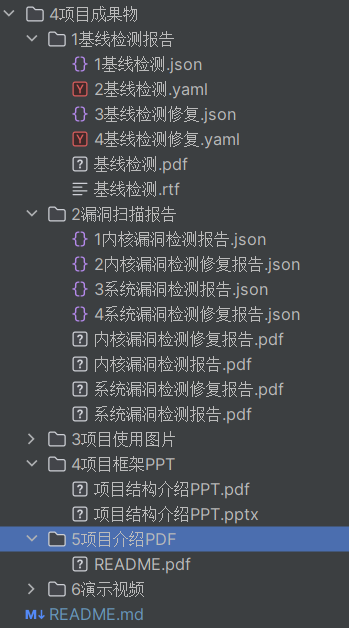 4项目成果物
1基线检测报告
1基线检测.json
2基线检测.yaml
3基线检测修复.json
4基线检测修复.yaml
基线检测.pdf
基线检测.rtf
2漏洞扫描报告
1内核漏洞检测报告.json
2内核漏洞检测修复报告.json
3系统漏洞检测报告.json
4系统漏洞检测修复报告.json
内核漏洞检测修复报告.pdf
内核漏洞检测报告.pdf
系统漏洞检测修复报告.pdf
系统漏洞检测报告.pdf
3项目使用图片
4项目框架PPT
项目结构介绍PPT.pdf
项目结构介绍PPT.pptx
5项目介绍PDF
README.pdf
6演示视频
README.md